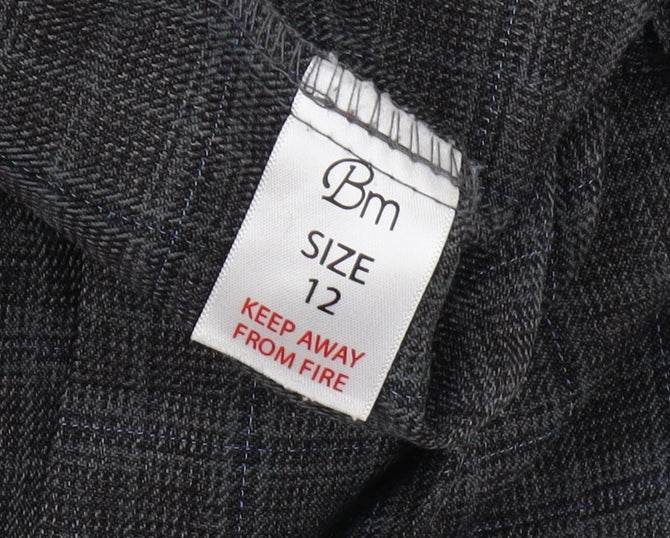 Bm
SIZE
12
KEEP AWAY
FROM FIRE